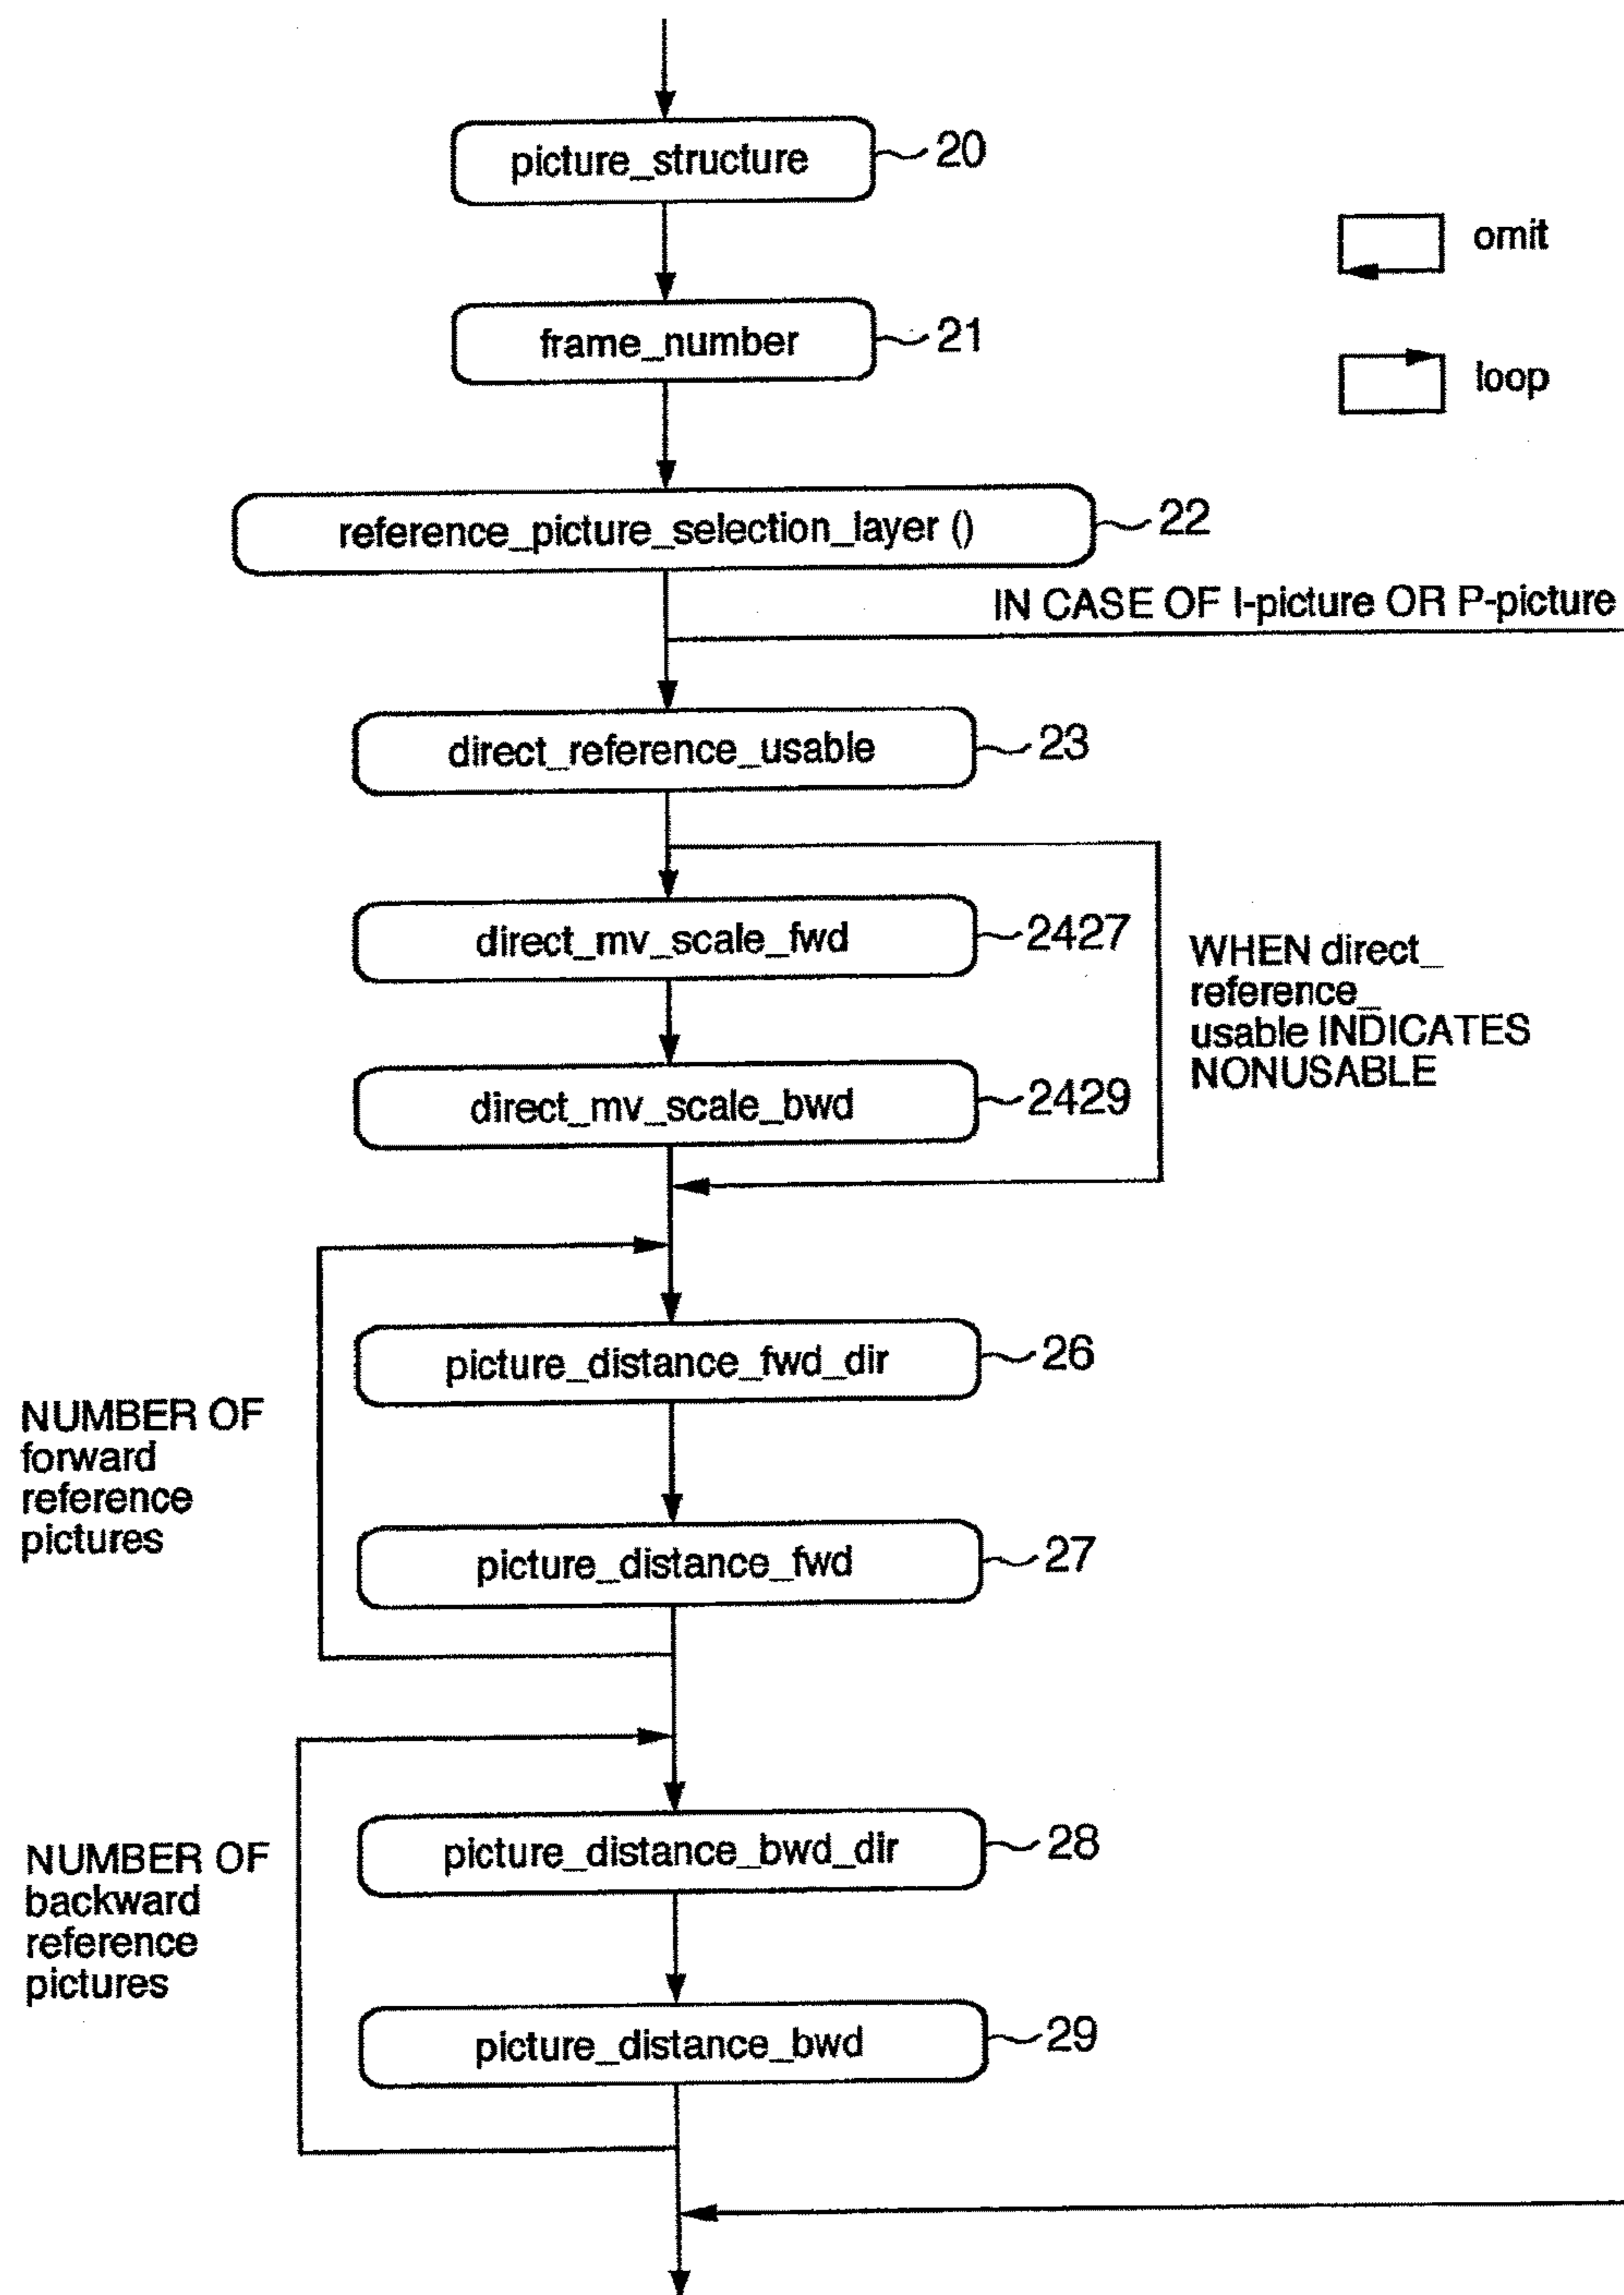 picture_structure 20
omit
frame_number 21
loop
reference_picture_selection_layer () 22
IN CASE OF I-picture OR P-picture
direct_reference_usable 23
direct_mv_scale_fwd 2427
WHEN direct_
reference_
usable INDICATES
NONUSABLE
direct_mv_scale_bwd 2429
picture_distance_fwd_dir 26
NUMBER OF
forward
reference
pictures
picture_distance_fwd 27
picture_distance_bwd_dir 28
NUMBER OF
backward
reference
pictures
picture_distance_bwd 29